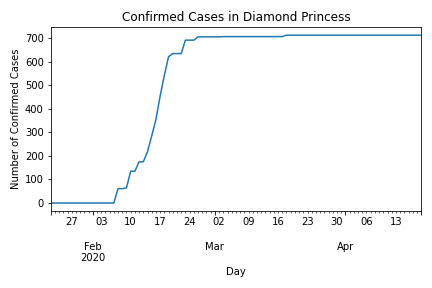 Confirmed Cases in Diamond Princess
700
600
500
400
300
200
100
0
Number of Confirmed Cases
27 03 10 17 24 02 09 16 23 30 06 13
Feb Mar Apr
2020
Day